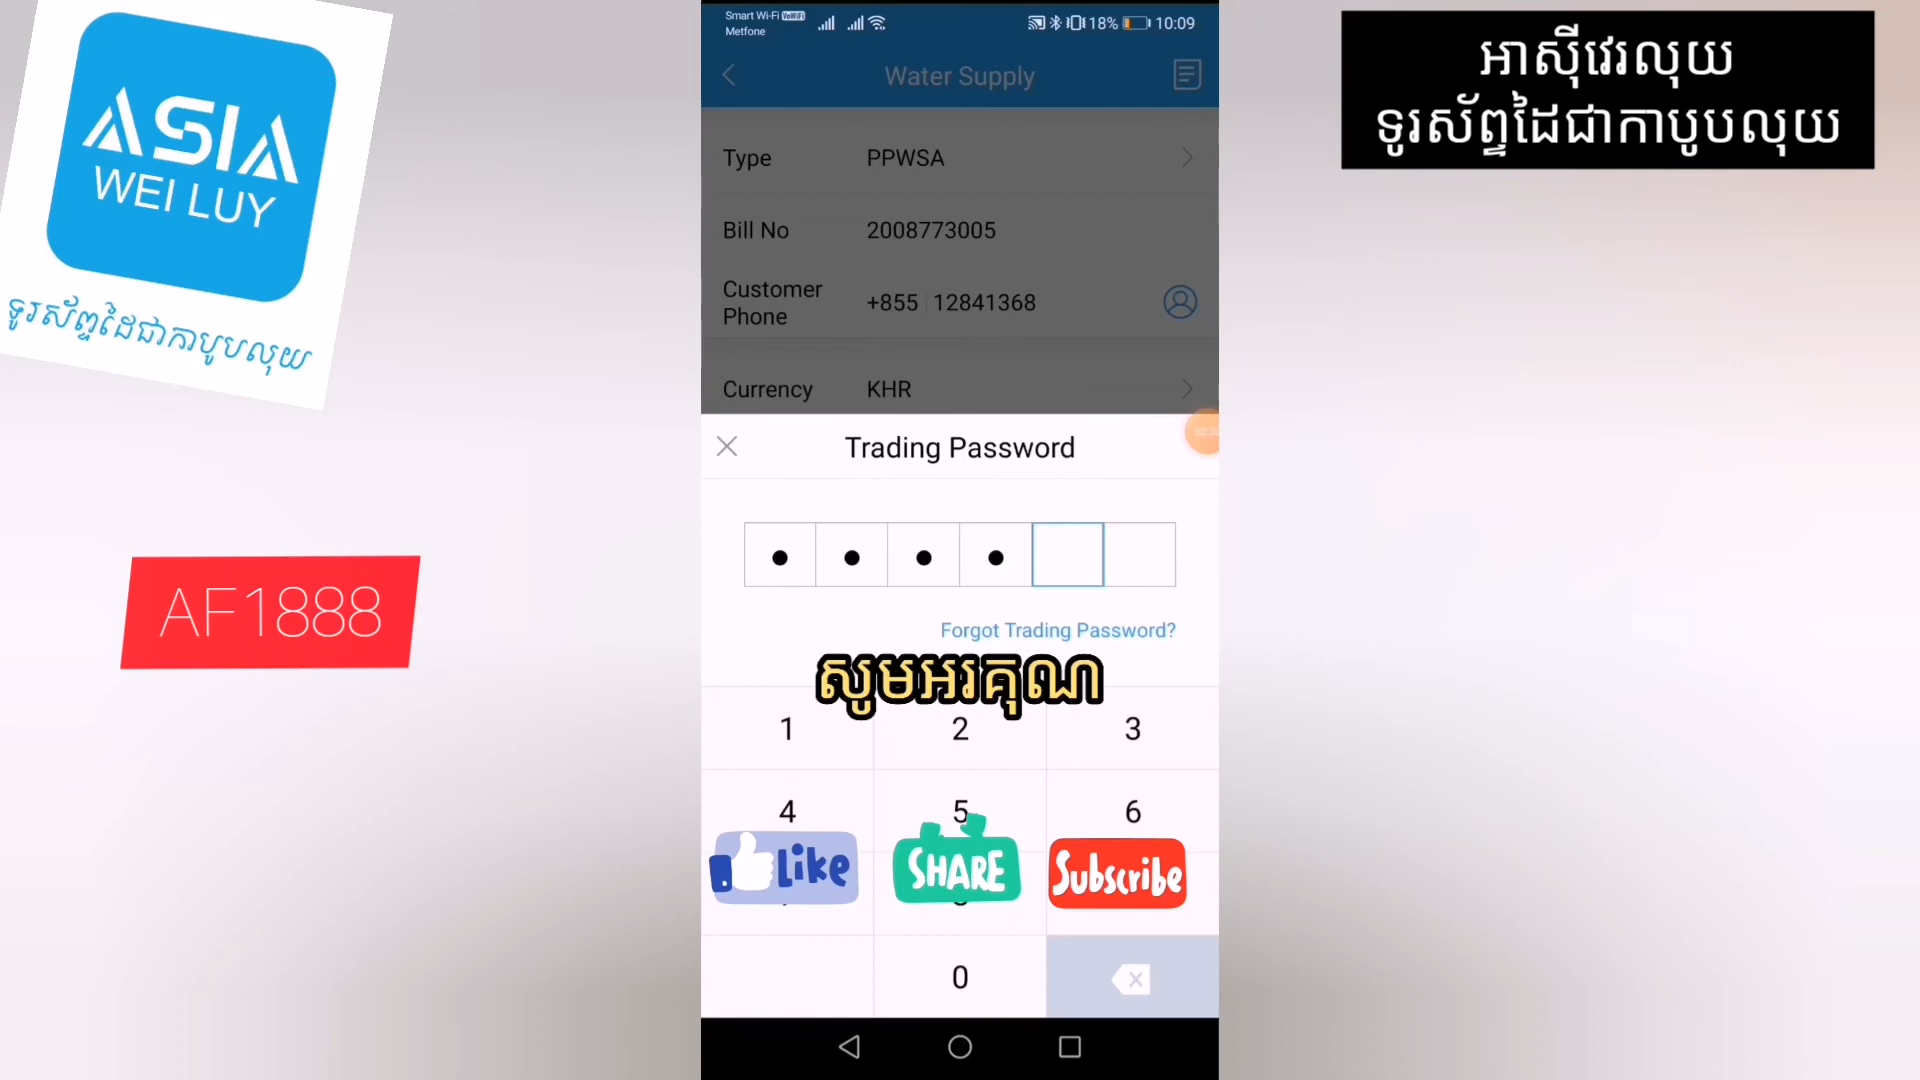 ASIA
WEI LUY
ទូរស័ព្ទដៃជាកាបូបលុយ
AF1888
Smart Wi-Fi VoWiFi
Metfone
18%
10:09
Water Supply
Type PPWSA
Bill No 2008773005
Customer Phone +855 12841368
Currency KHR
Trading Password
Forgot Trading Password?
សូមអរគុណ
1 2 3
4 5 6
Like SHARE Subscribe
0
អាស៊ីវេរលុយ
ទូរស័ព្ទដៃជាកាបូបលុយ